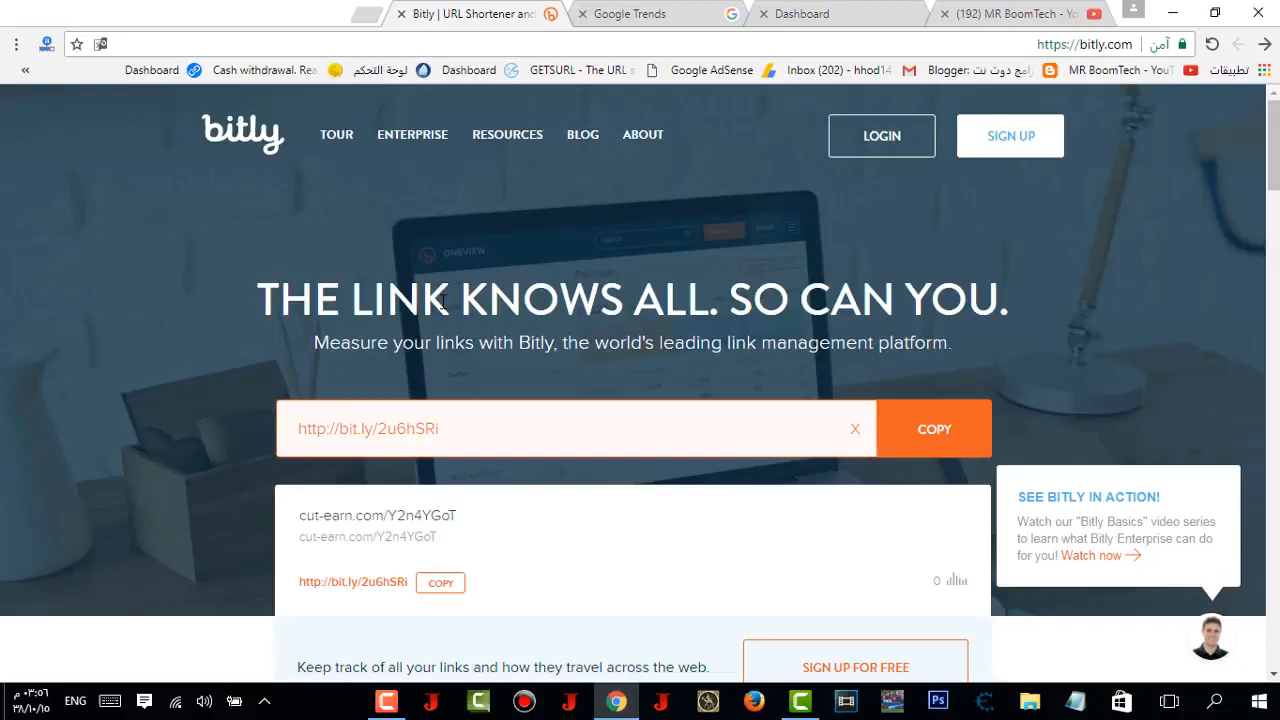 Bitly | URL Shortener and
Google Trends
Dashboard
(192) MR BoomTech - Yo
https://bitly.com
آمن
Dashboard
Cash withdrawal. Rea
لوحة التحكم
Dashboard
GETSURL - The URL s
Google AdSense
Inbox (202) - hhod14
Blogger: رامج دوت نت
MR BoomTech - YouT
تطبيقات
bitly
TOUR
ENTERPRISE
RESOURCES
BLOG
ABOUT
LOGIN
SIGN UP
ONEVIEW
THE LINK KNOWS ALL. SO CAN YOU.
Measure your links with Bitly, the world's leading link management platform.
http://bit.ly/2u6hSRi
X
COPY
SEE BITLY IN ACTION!
Watch our "Bitly Basics" video series
to learn what Bitly Enterprise can do
for you! Watch now
cut-earn.com/Y2n4YGoT
cut-earn.com/Y2n4YGoT
http://bit.ly/2u6hSRi
COPY
0
Keep track of all your links and how they travel across the web.
SIGN UP FOR FREE
ENG
Ps